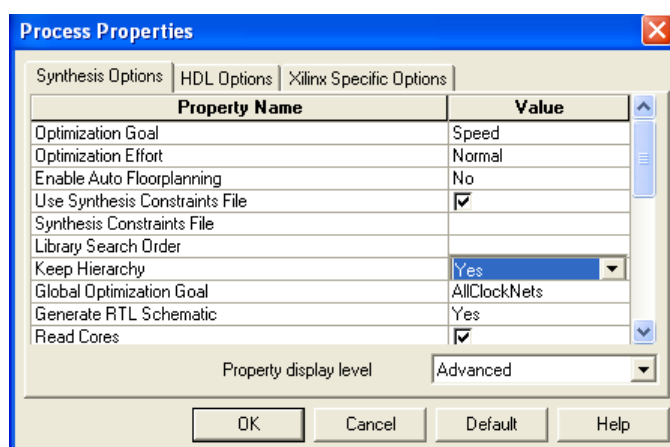 Process Properties
Synthesis Options HDL Options Xilinx Specific Options
Property Name Value
Optimization Goal Speed
Optimization Effort Normal
Enable Auto Floorplanning No
Use Synthesis Constraints File
Synthesis Constraints File
Library Search Order
Keep Hierarchy Yes
Global Optimization Goal AllClockNets
Generate RTL Schematic Yes
Read Cores
Property display level Advanced
OK Cancel Default Help